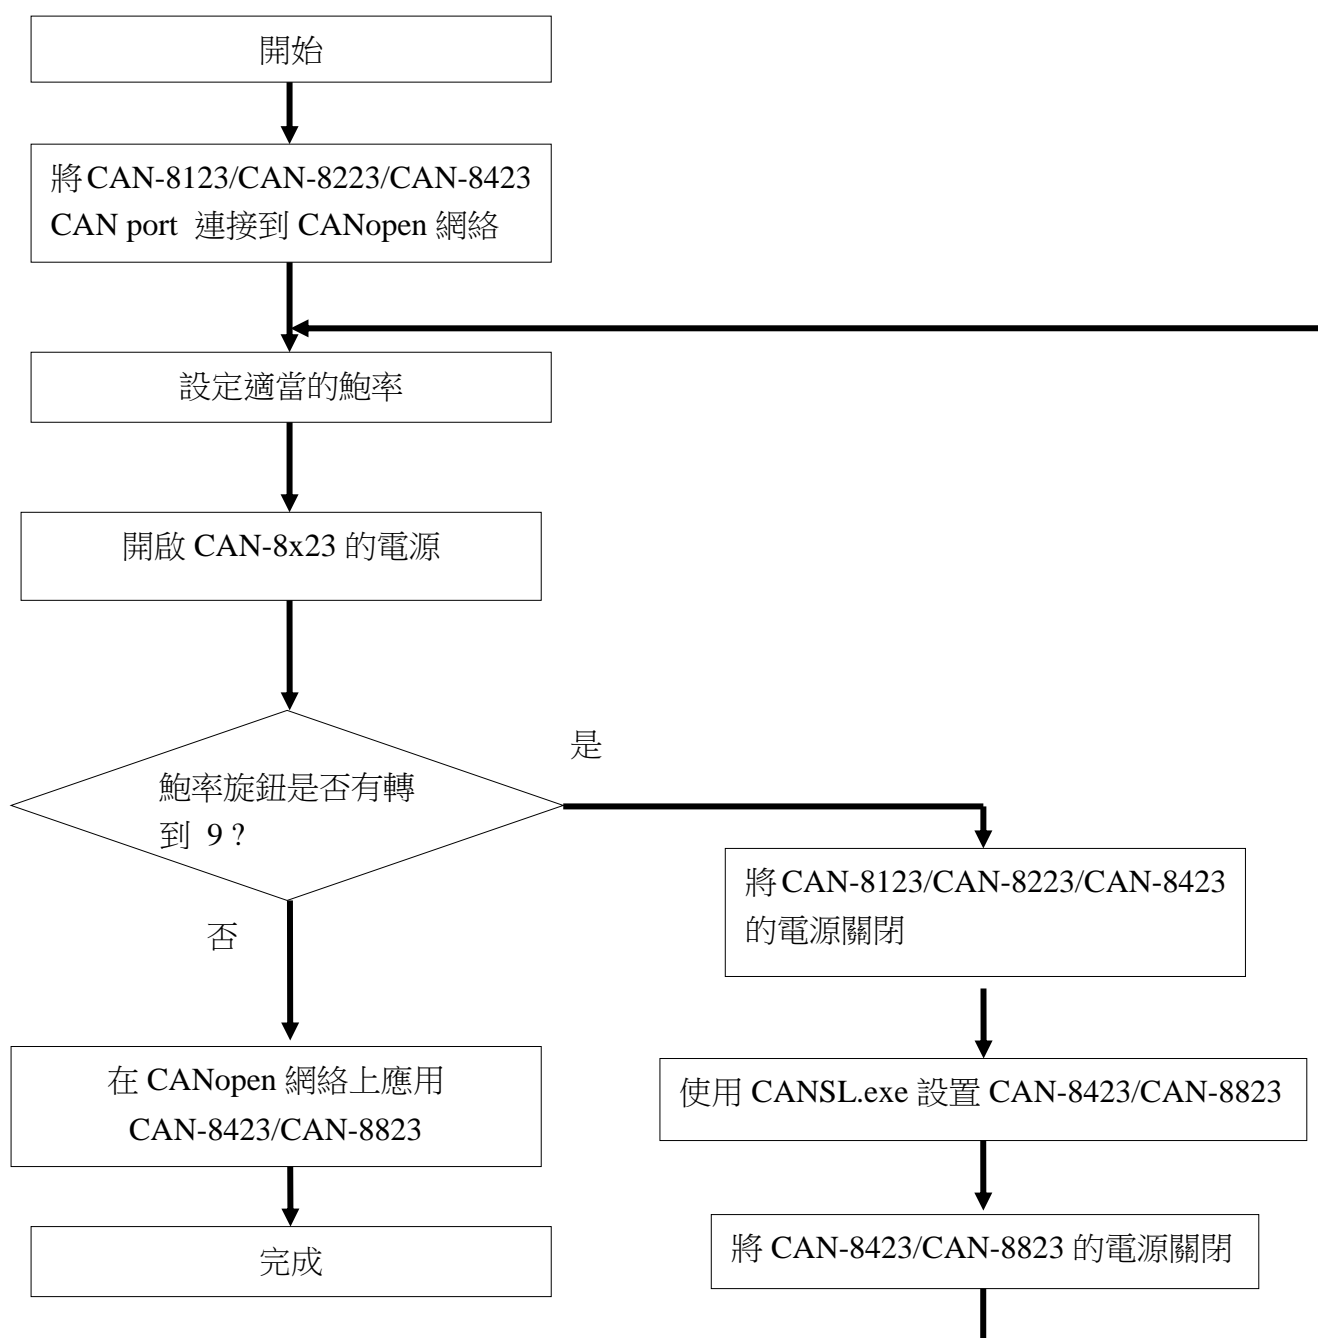 開始
將CAN-8123/CAN-8223/CAN-8423
CAN port 連接到 CANopen 網絡
設定適當的鮑率
開啟 CAN-8x23 的電源
鮑率旋鈕是否有轉
到 9 ?
是
否
將CAN-8123/CAN-8223/CAN-8423
的電源關閉
使用 CANSL.exe 設置 CAN-8423/CAN-8823
將 CAN-8423/CAN-8823 的電源關閉
在 CANopen 網絡上應用
CAN-8423/CAN-8823
完成